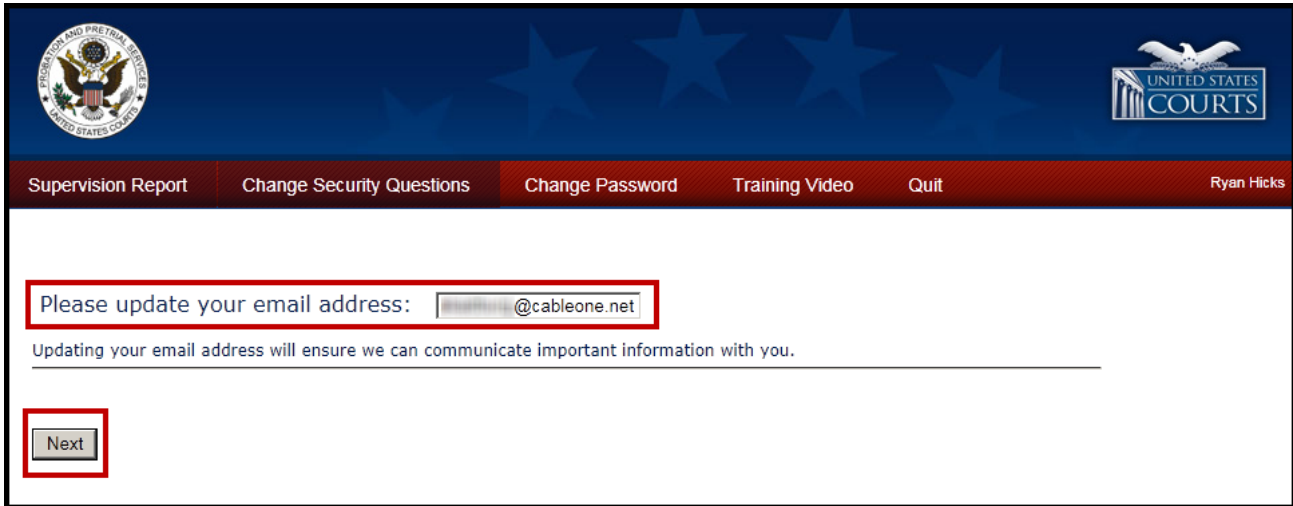 PROBATION AND PRETRIAL SERVICES
UNITED STATES COURTS
UNITED STATES
COURTS
Supervision Report Change Security Questions Change Password Training Video Quit Ryan Hicks
Please update your email address: @cableone.net
Updating your email address will ensure we can communicate important information with you.
Next